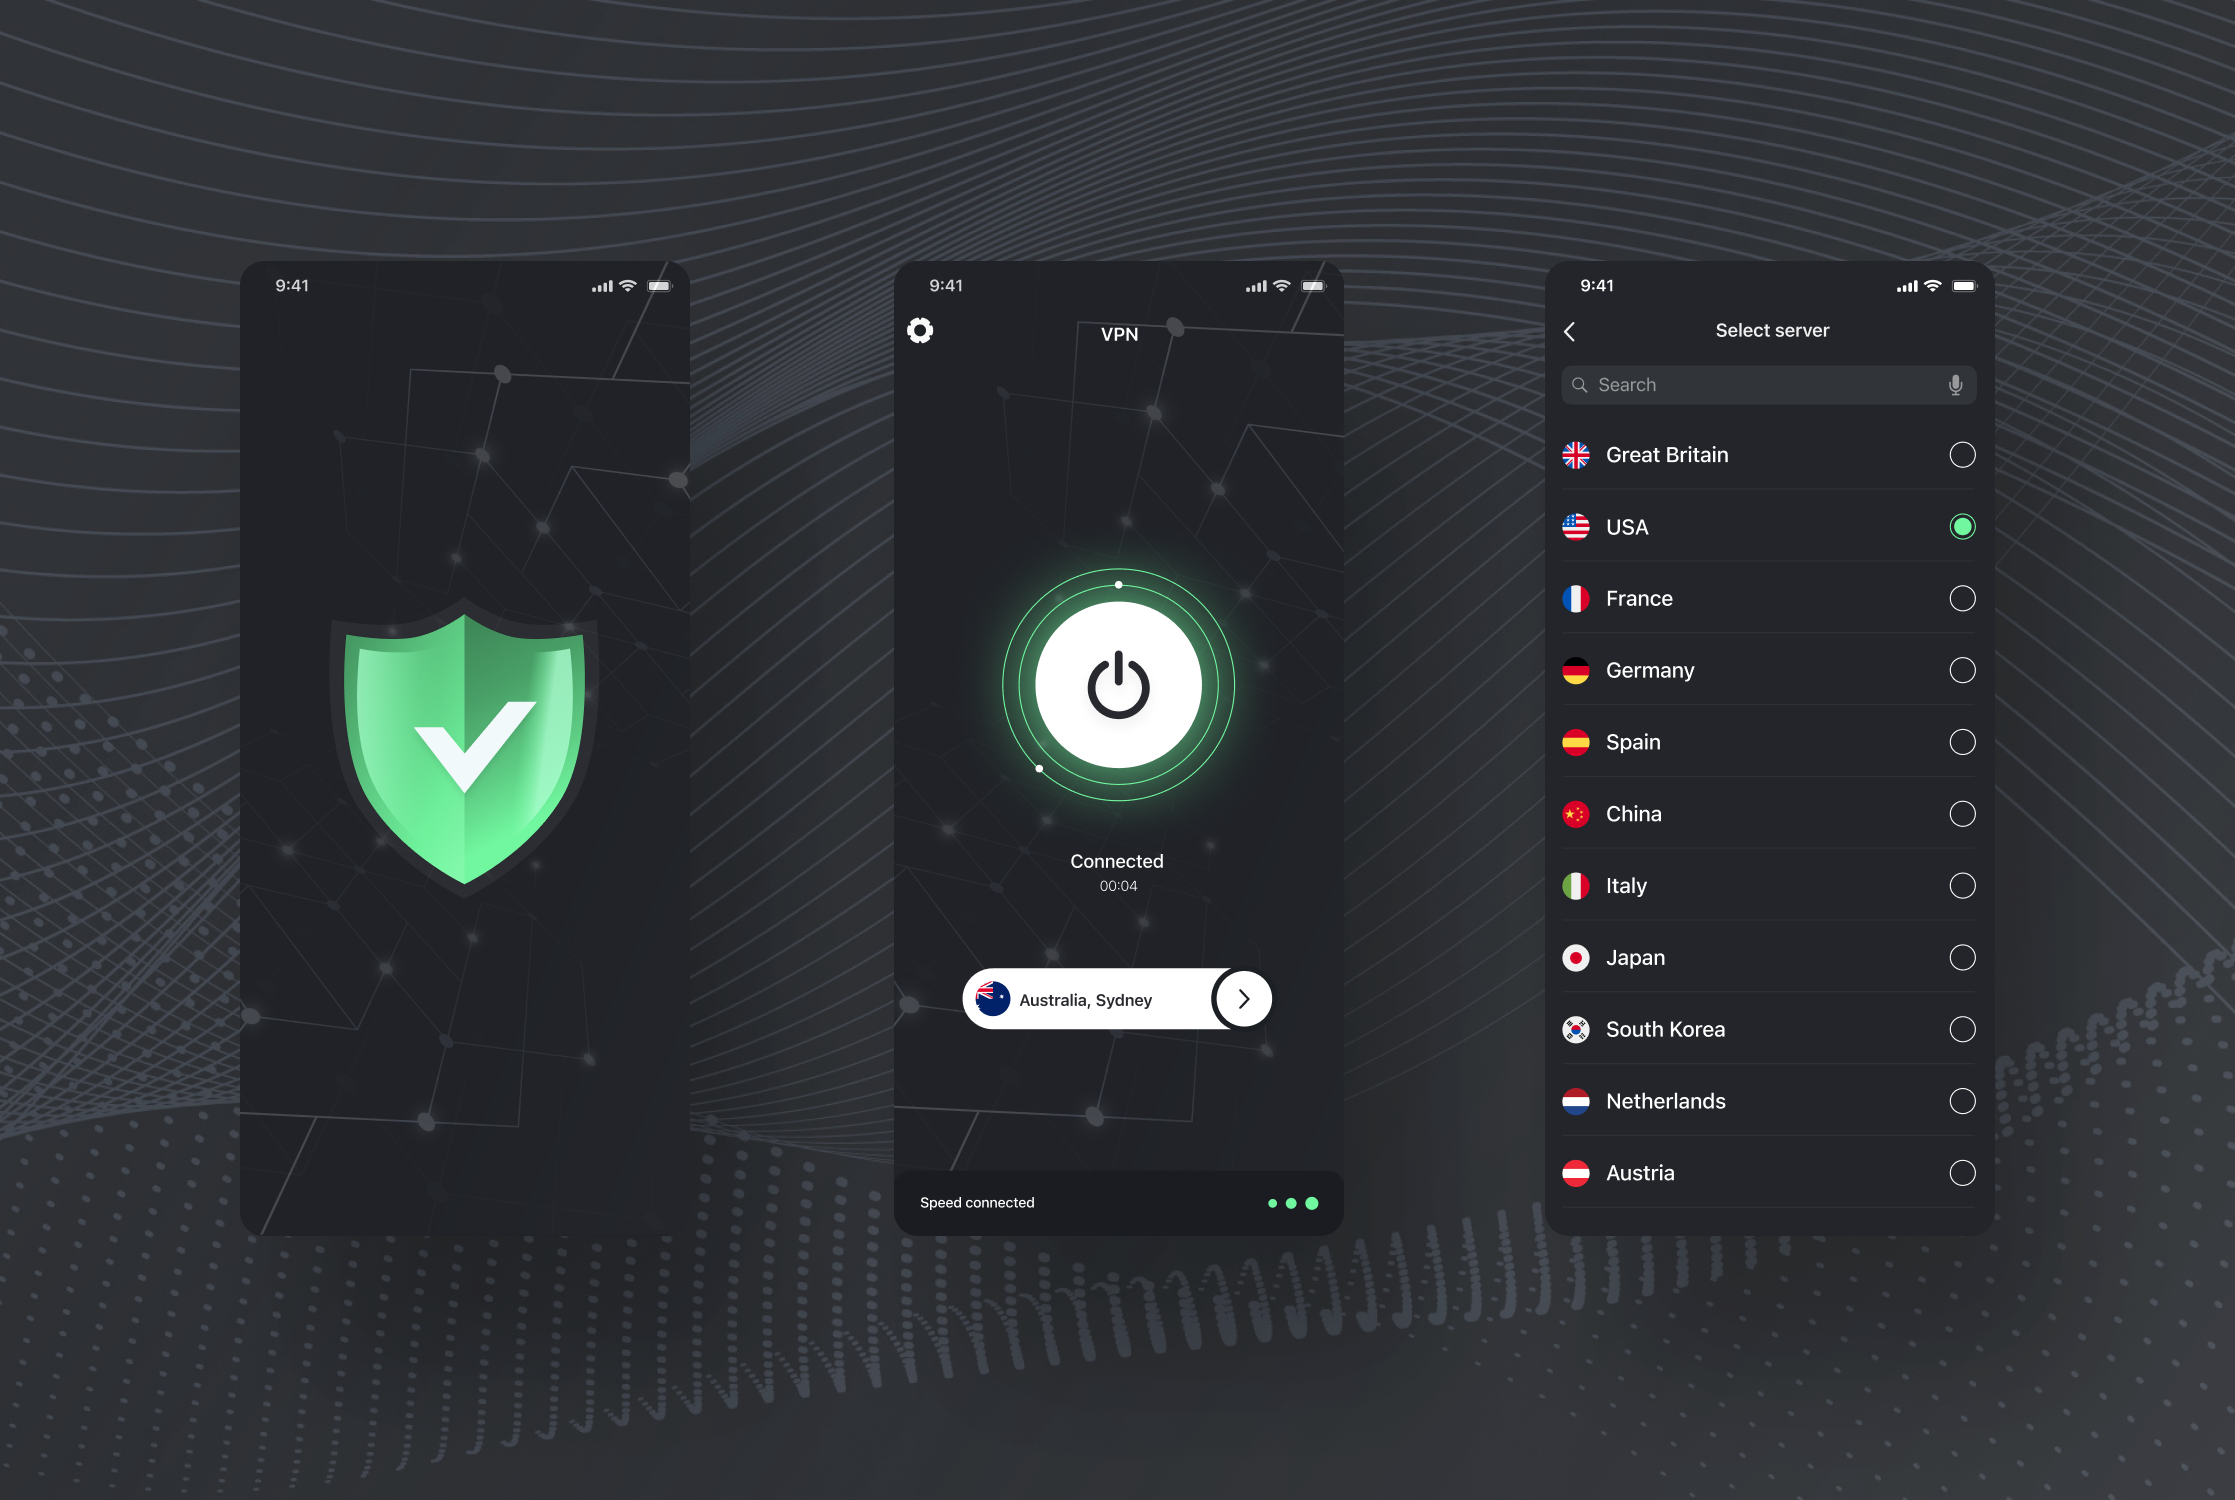 9:41
9:41
VPN
Connected
00:04
Australia, Sydney
Speed connected
9:41
Select server
Search
Great Britain
USA
France
Germany
Spain
China
Italy
Japan
South Korea
Netherlands
Austria